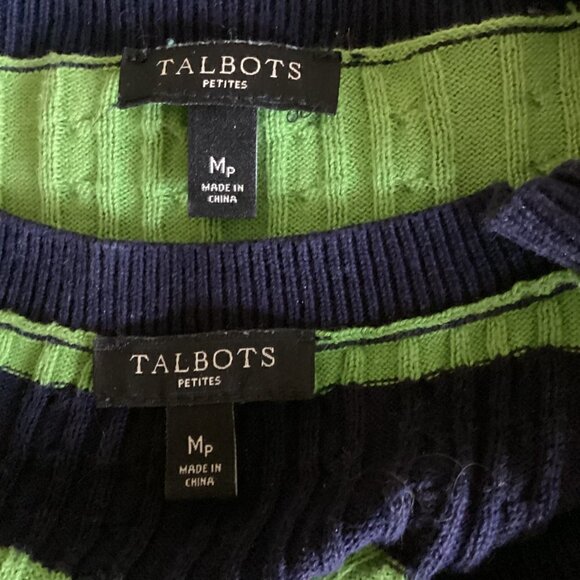 TALBOTS
PETITES
Mp
MADE IN
CHINA
TALBOTS
PETITES
Mp
MADE IN
CHINA